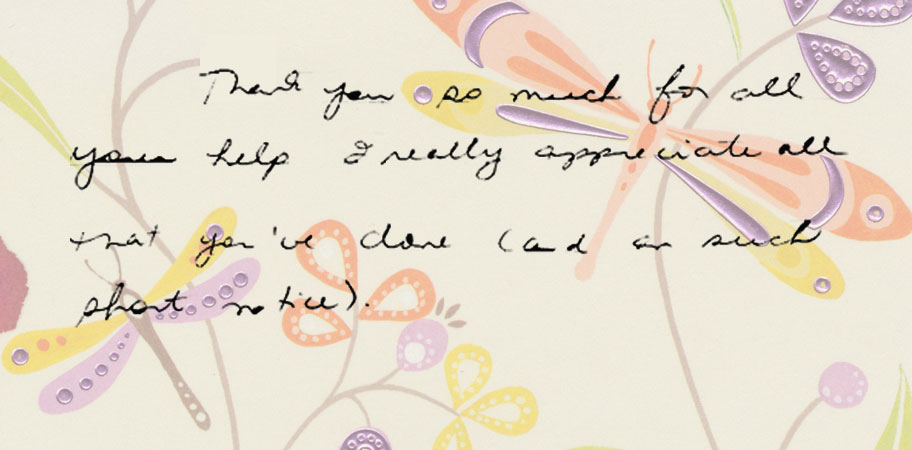 Thank you so much for all
your help I really appreciate all
that you've done (and on such
short notice).